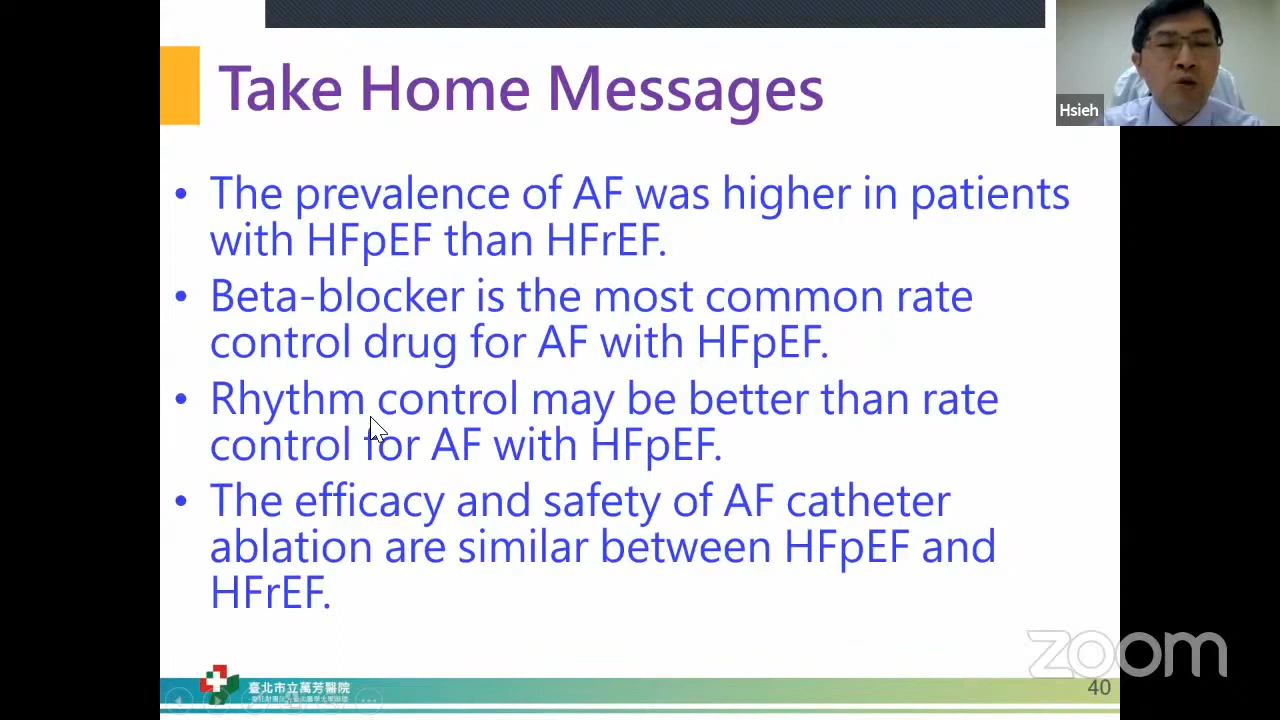 Take Home Messages
Hsieh
• The prevalence of AF was higher in patients
with HFpEF than HFrEF.
• Beta-blocker is the most common rate
control drug for AF with HFpEF.
• Rhythm control may be better than rate
control for AF with HFpEF.
• The efficacy and safety of AF catheter
ablation are similar between HFpEF and
HFrEF.
zoom
臺北市立萬芳醫院
40